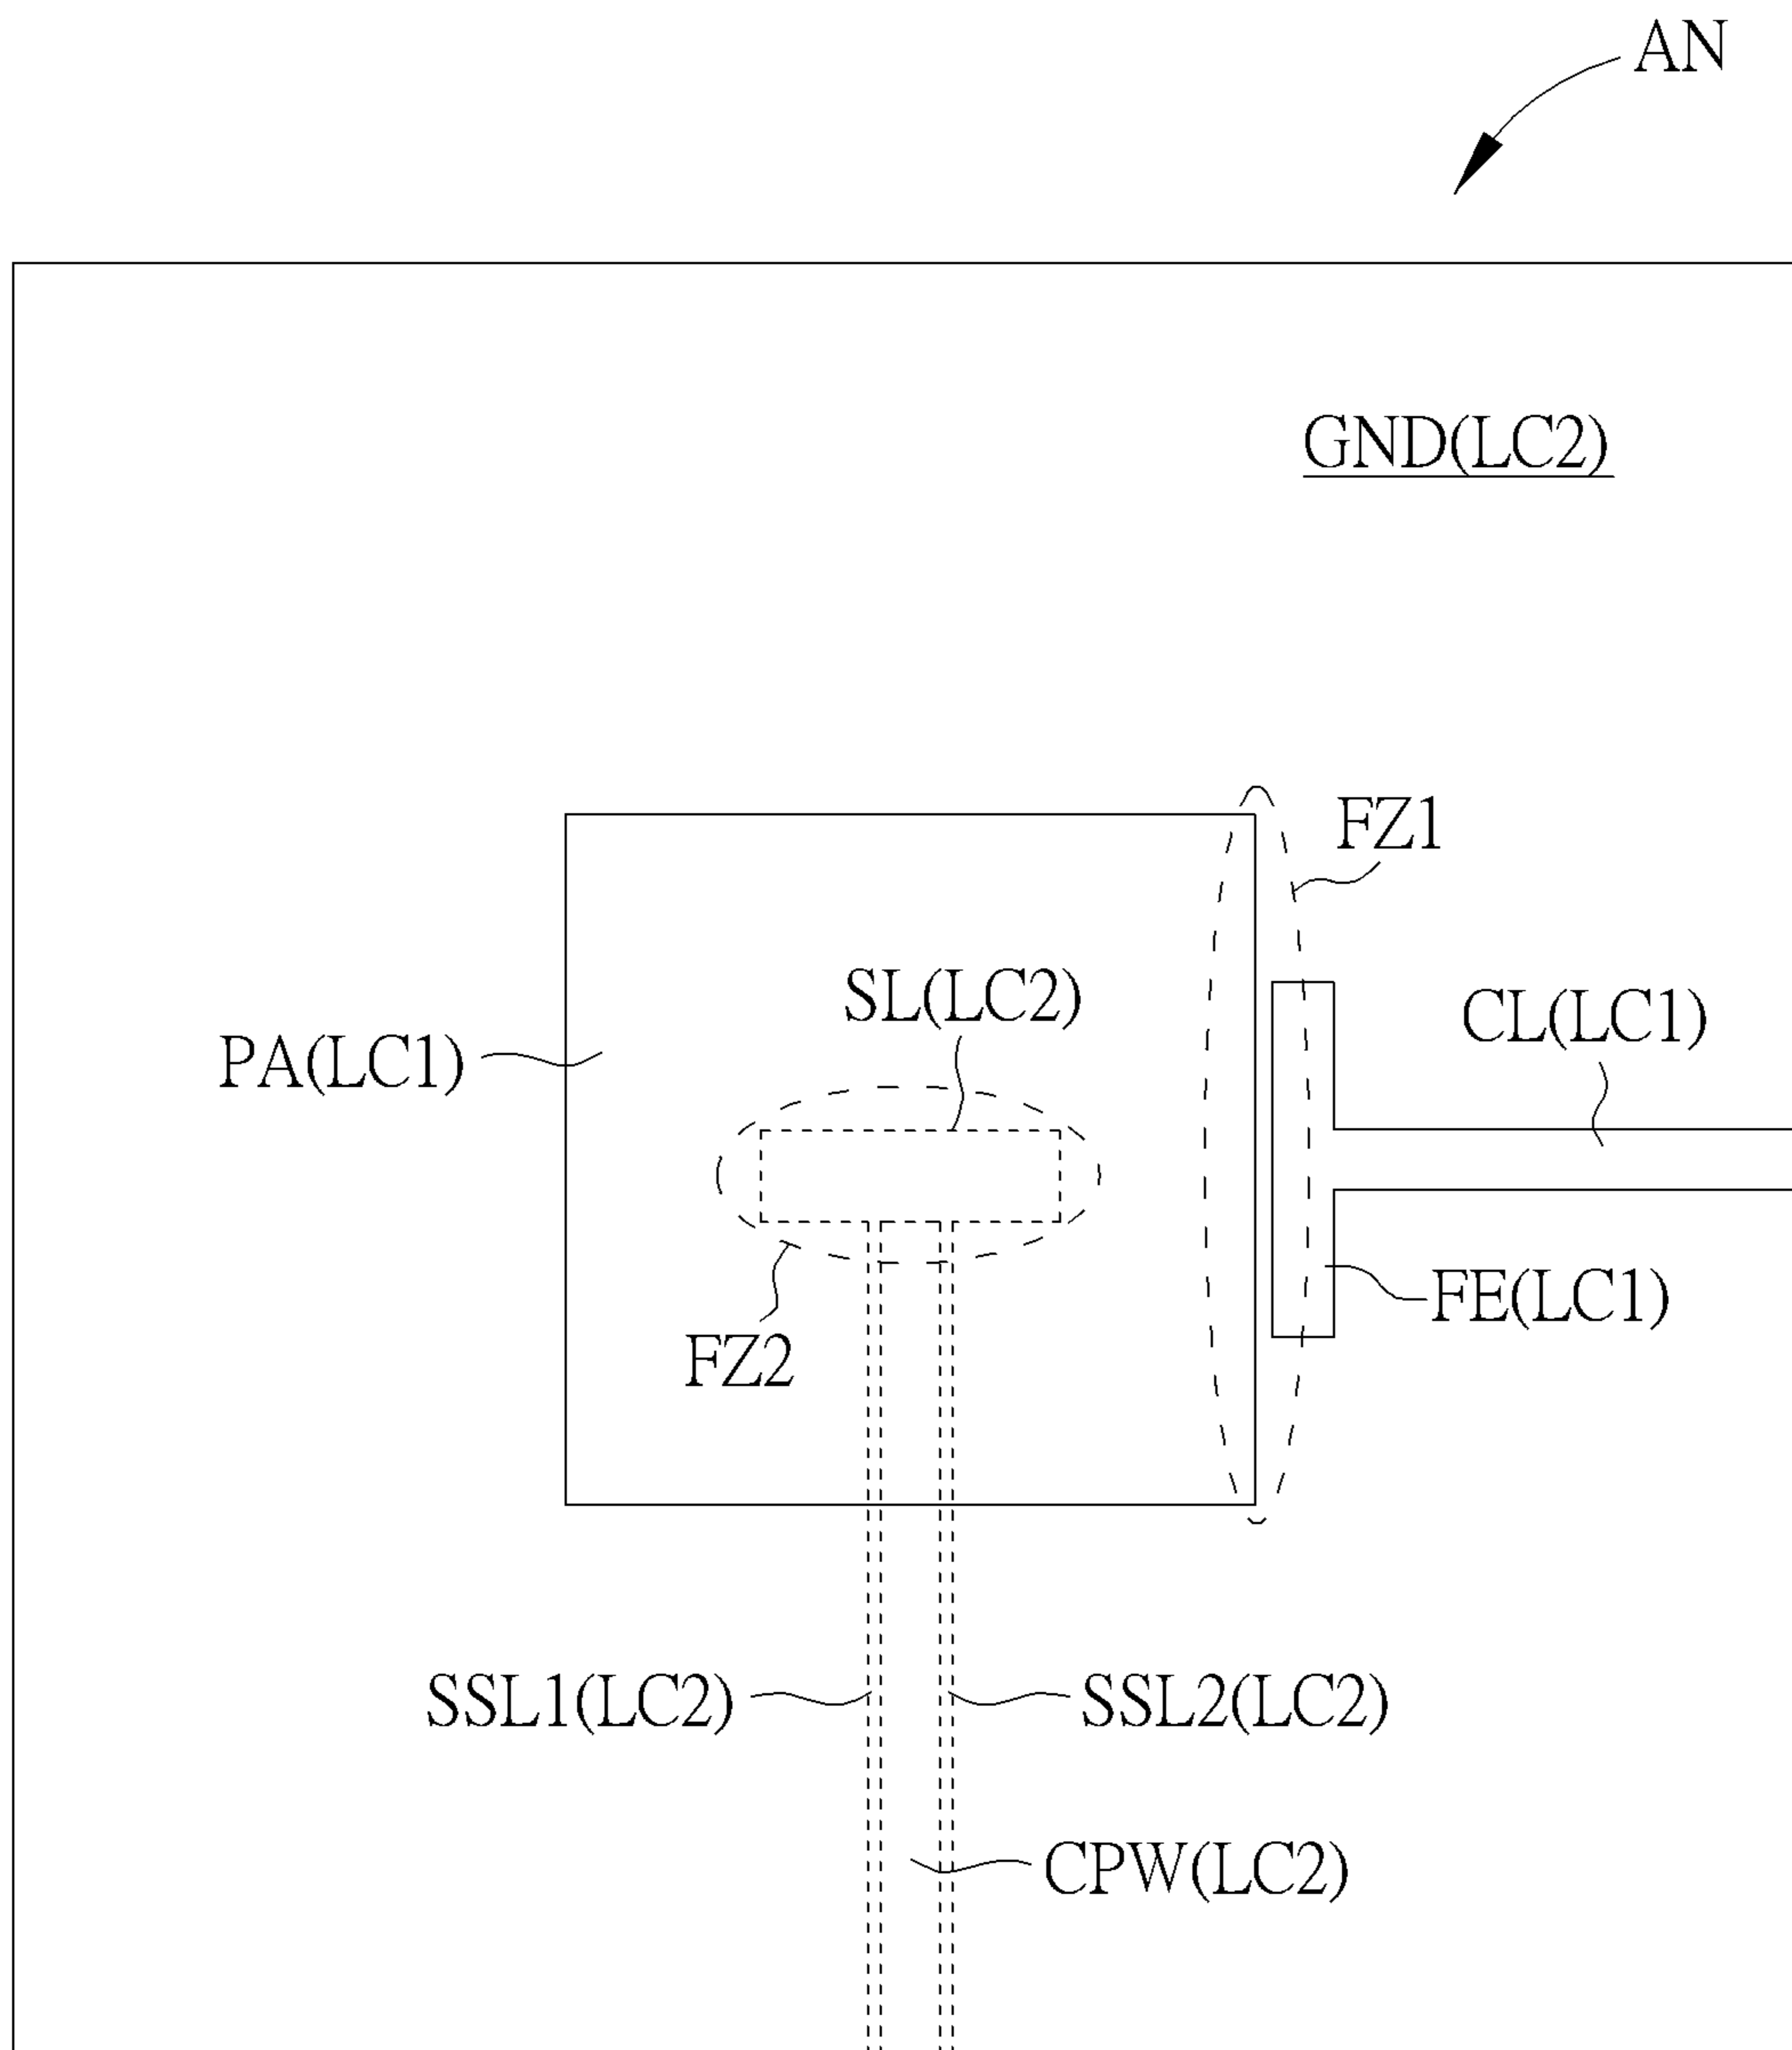 AN
GND(LC2)
FZ1
SL(LC2)
CL(LC1)
PA(LC1)
FE(LC1)
FZ2
SSL1(LC2)
SSL2(LC2)
CPW(LC2)